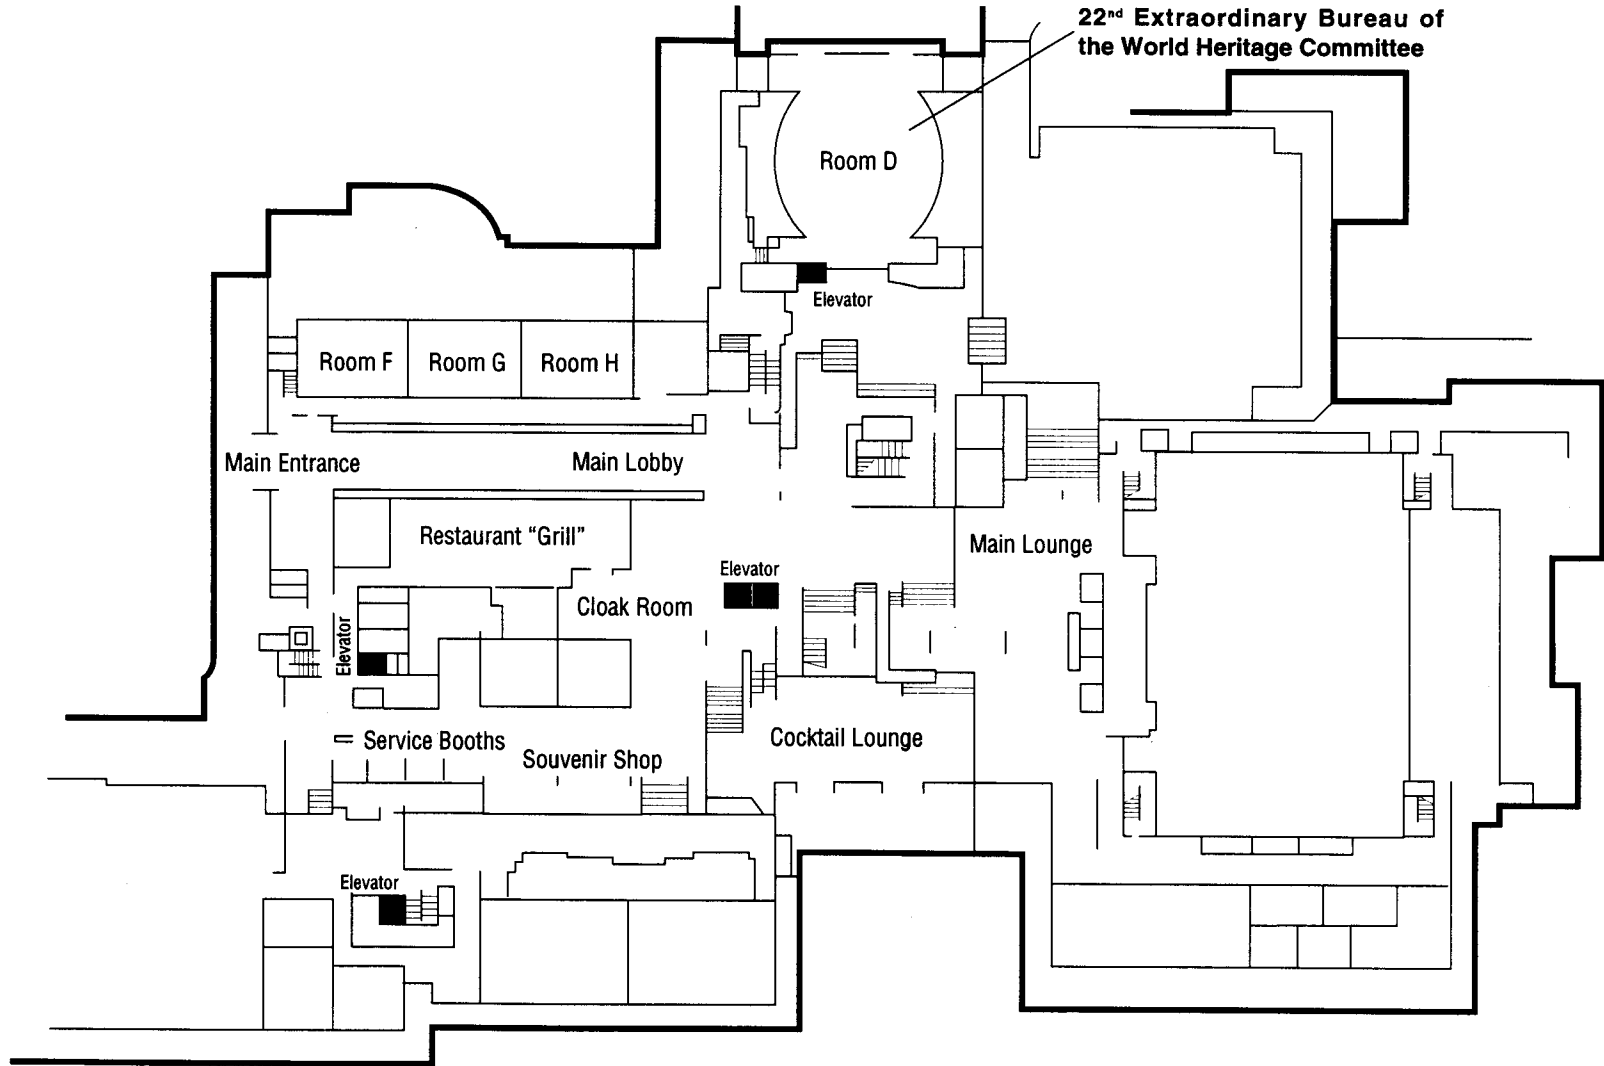 22nd Extraordinary Bureau of
the World Heritage Committee
Room D
Elevator
Room F
Room G
Room H
Main Entrance
Main Lobby
Restaurant “Grill”
Main Lounge
Elevator
Cloak Room
Elevator
Service Booths
Souvenir Shop
Cocktail Lounge
Elevator